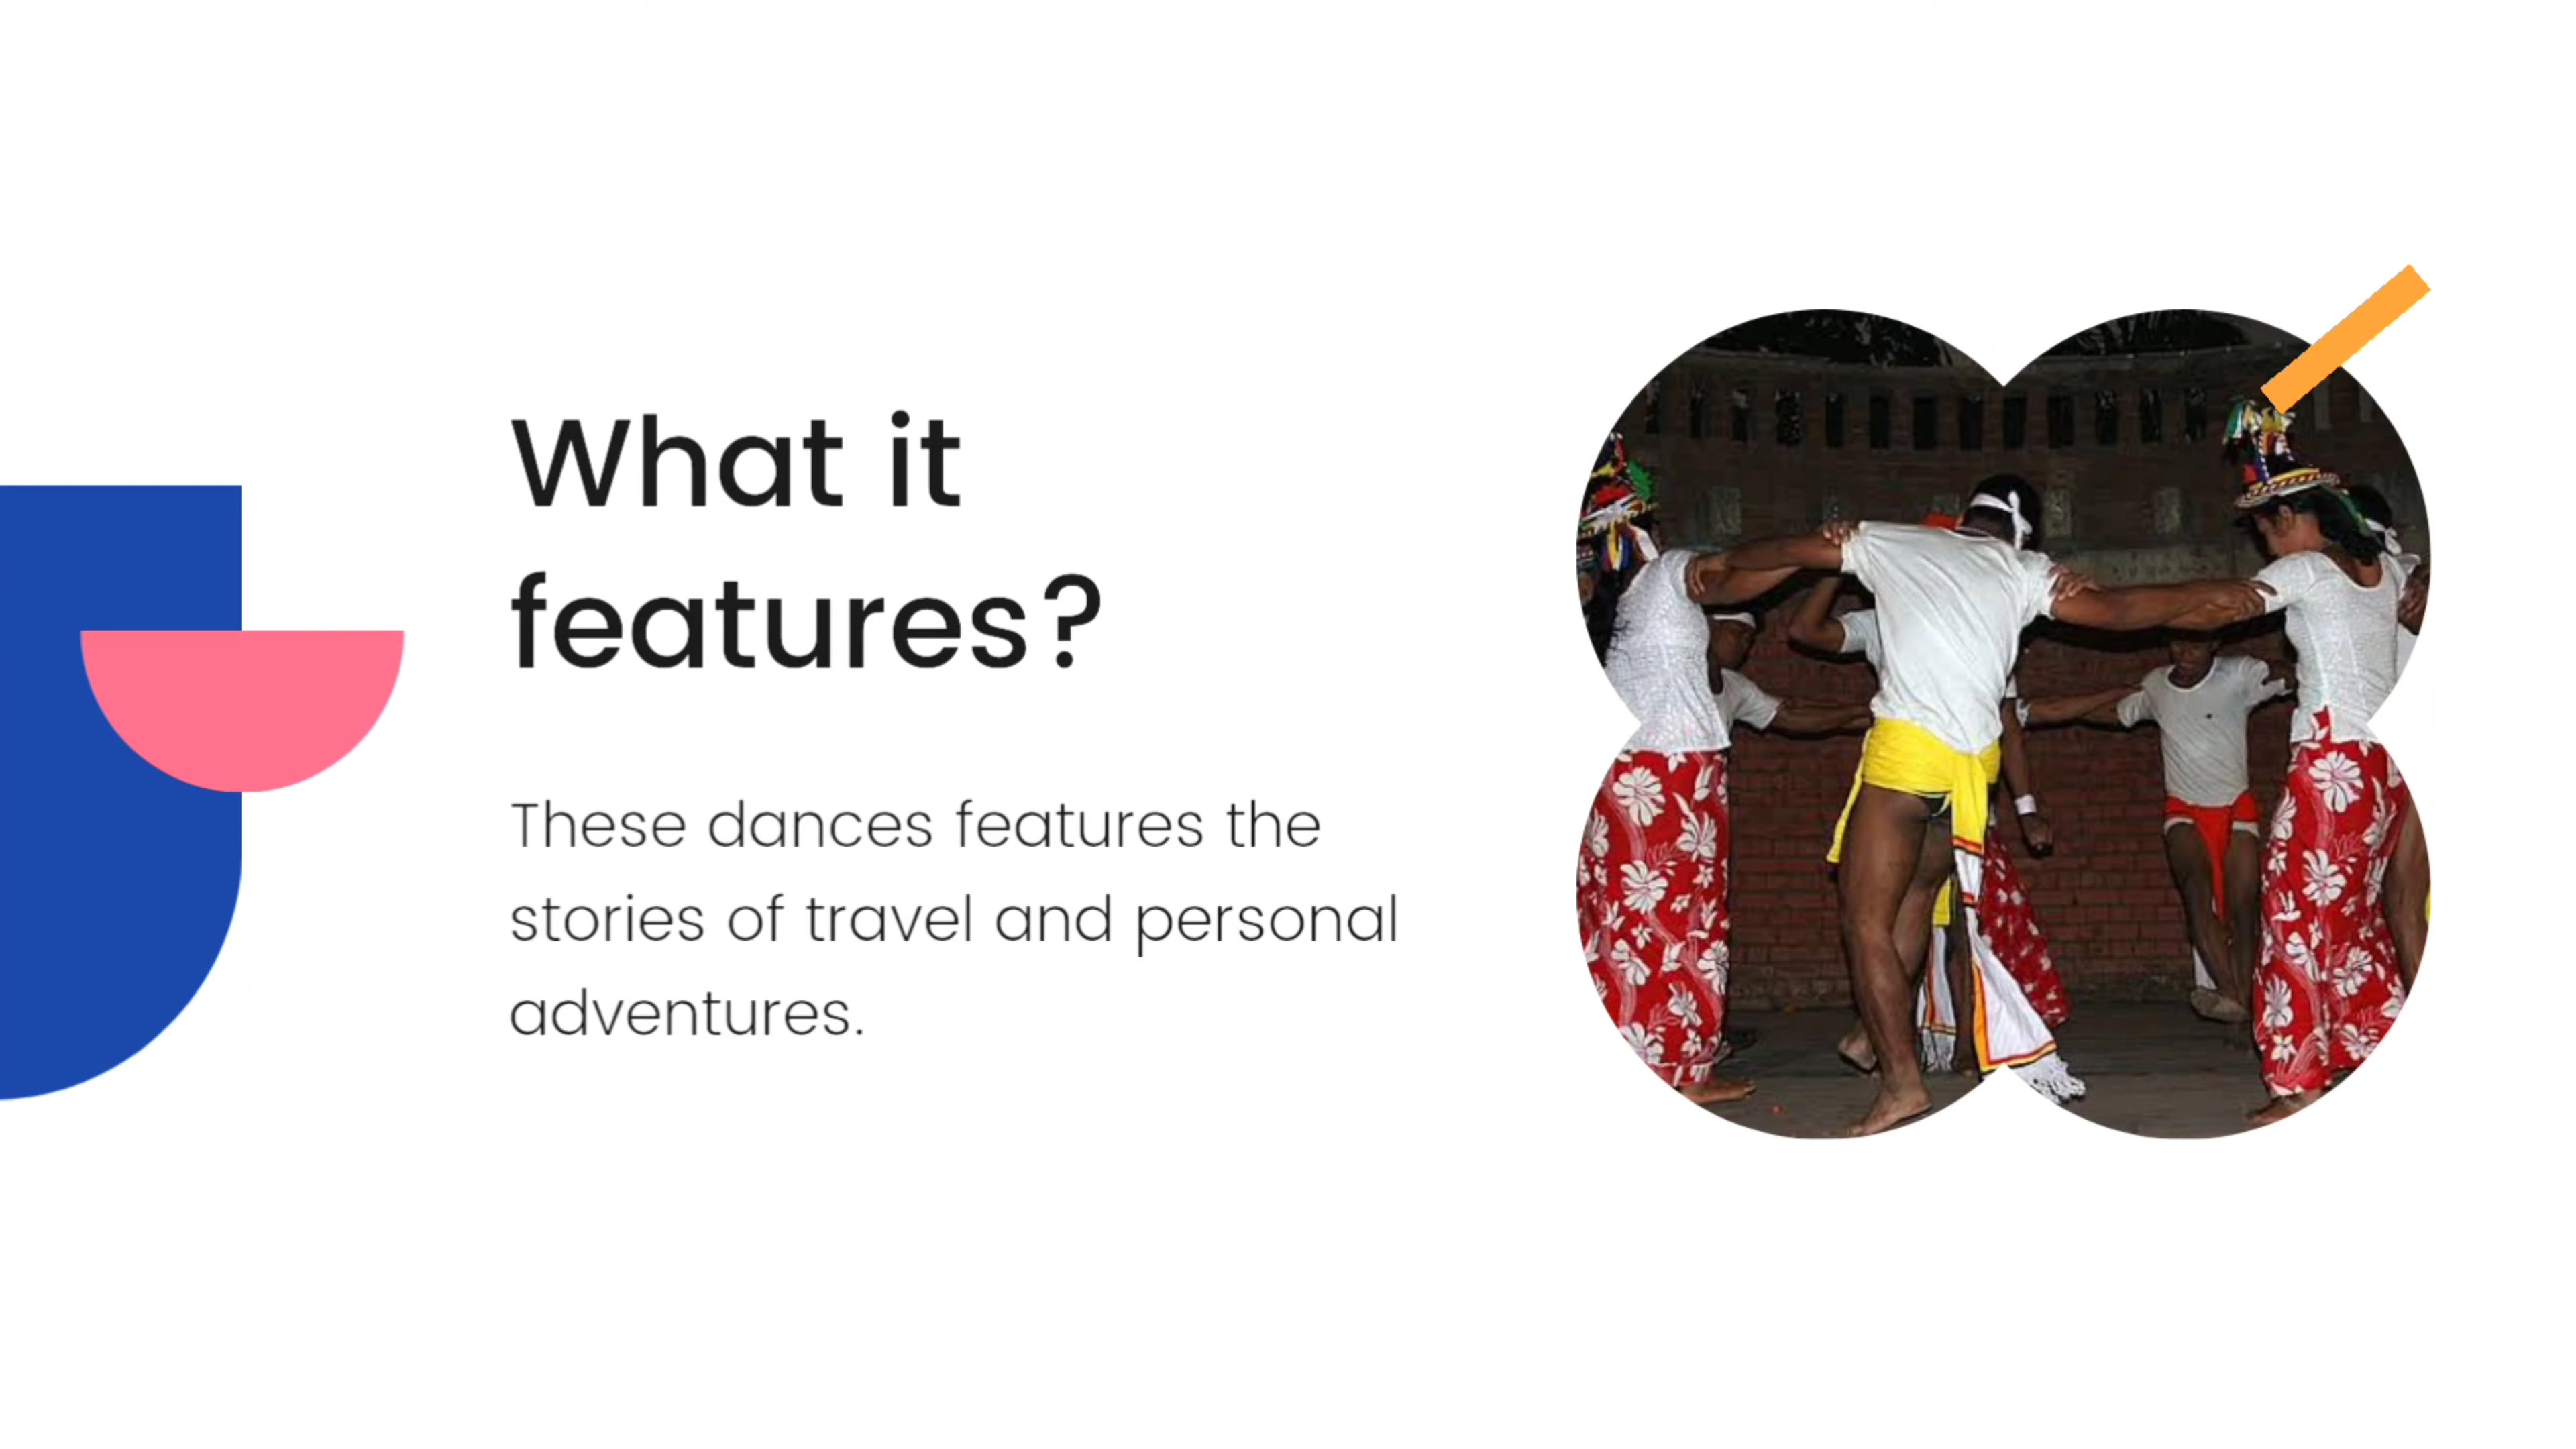 What it
features?
These dances features the
stories of travel and personal
adventures.